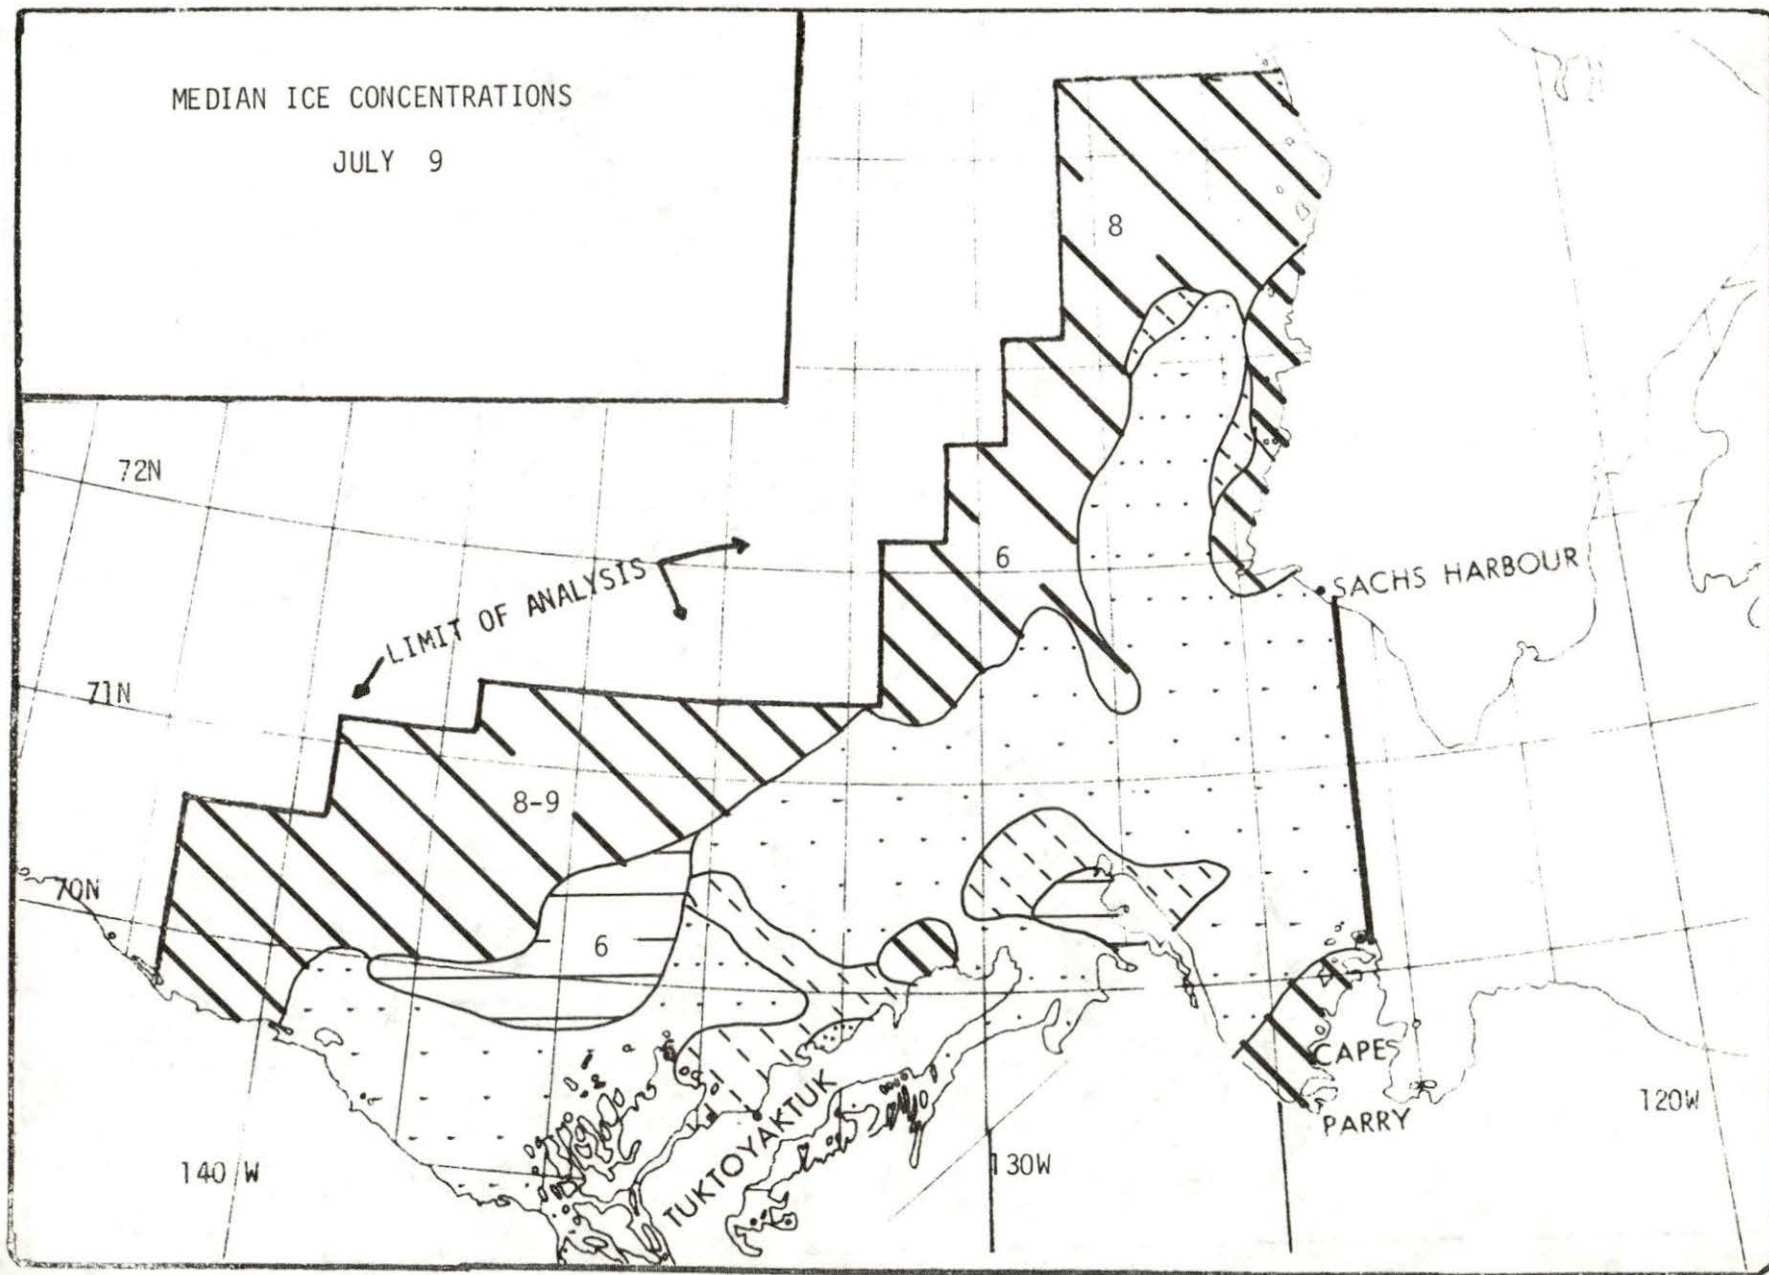 MEDIAN ICE CONCENTRATIONS
JULY 9
8
72N
6
SACHS HARBOUR
LIMIT OF ANALYSIS
71N
8-9
70N
6
CAPE
PARRY
120W
140 W
130W
TUKTOYAKTUK